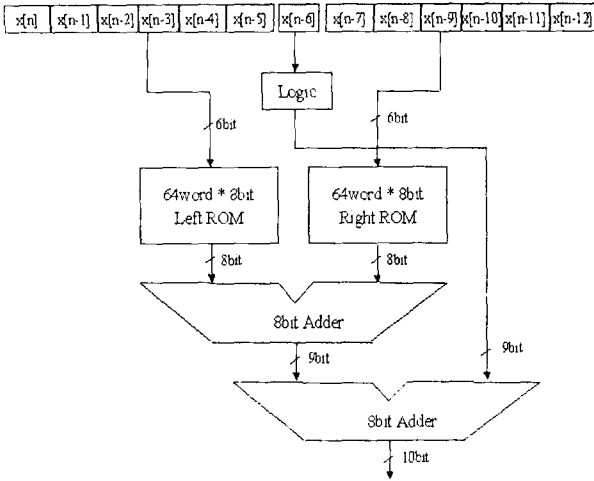 x[n] x[n-1] x[n-2] x[n-3] x[n-4] x[n-5] x[n-6] x[n-7] x[n-8] x[n-9] x[n-10] x[n-11] x[n-12]
Logic
6bit 6bit
64word * 8bit 64word * 8bit
Left ROM Right ROM
8bit 8bit
8bit Adder
9bit 9bit
8bit Adder
10bit